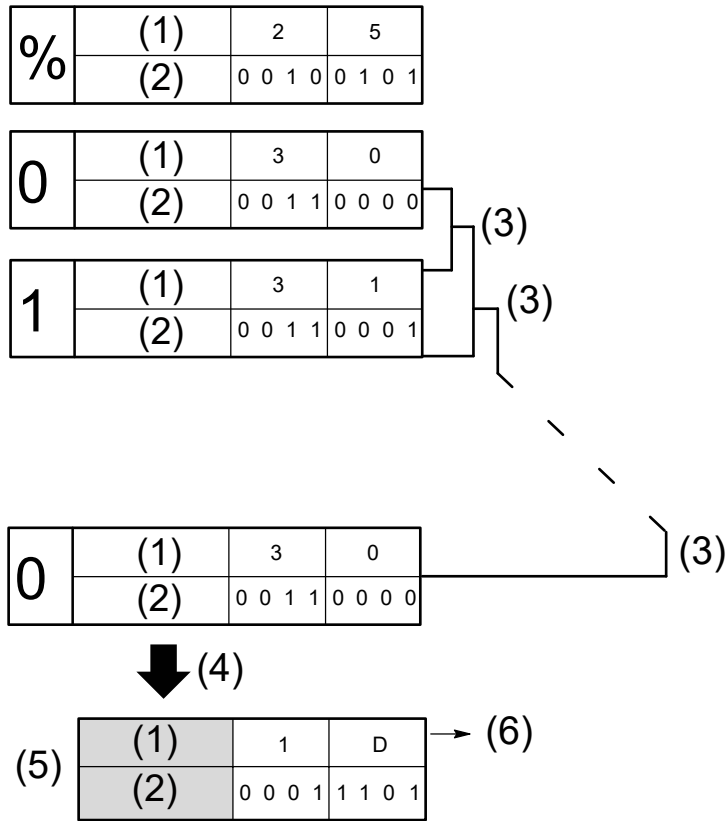 % (1) 2 5
(2) 0 0 1 0 0 1 0 1
0 (1) 3 0
(2) 0 0 1 1 0 0 0 0
(3)
1 (1) 3 1
(2) 0 0 1 1 0 0 0 1
(3)
0 (1) 3 0
(2) 0 0 1 1 0 0 0 0
(3)
(4)
(5) (1) 1 D
(2) 0 0 0 1 1 1 0 1
(6)